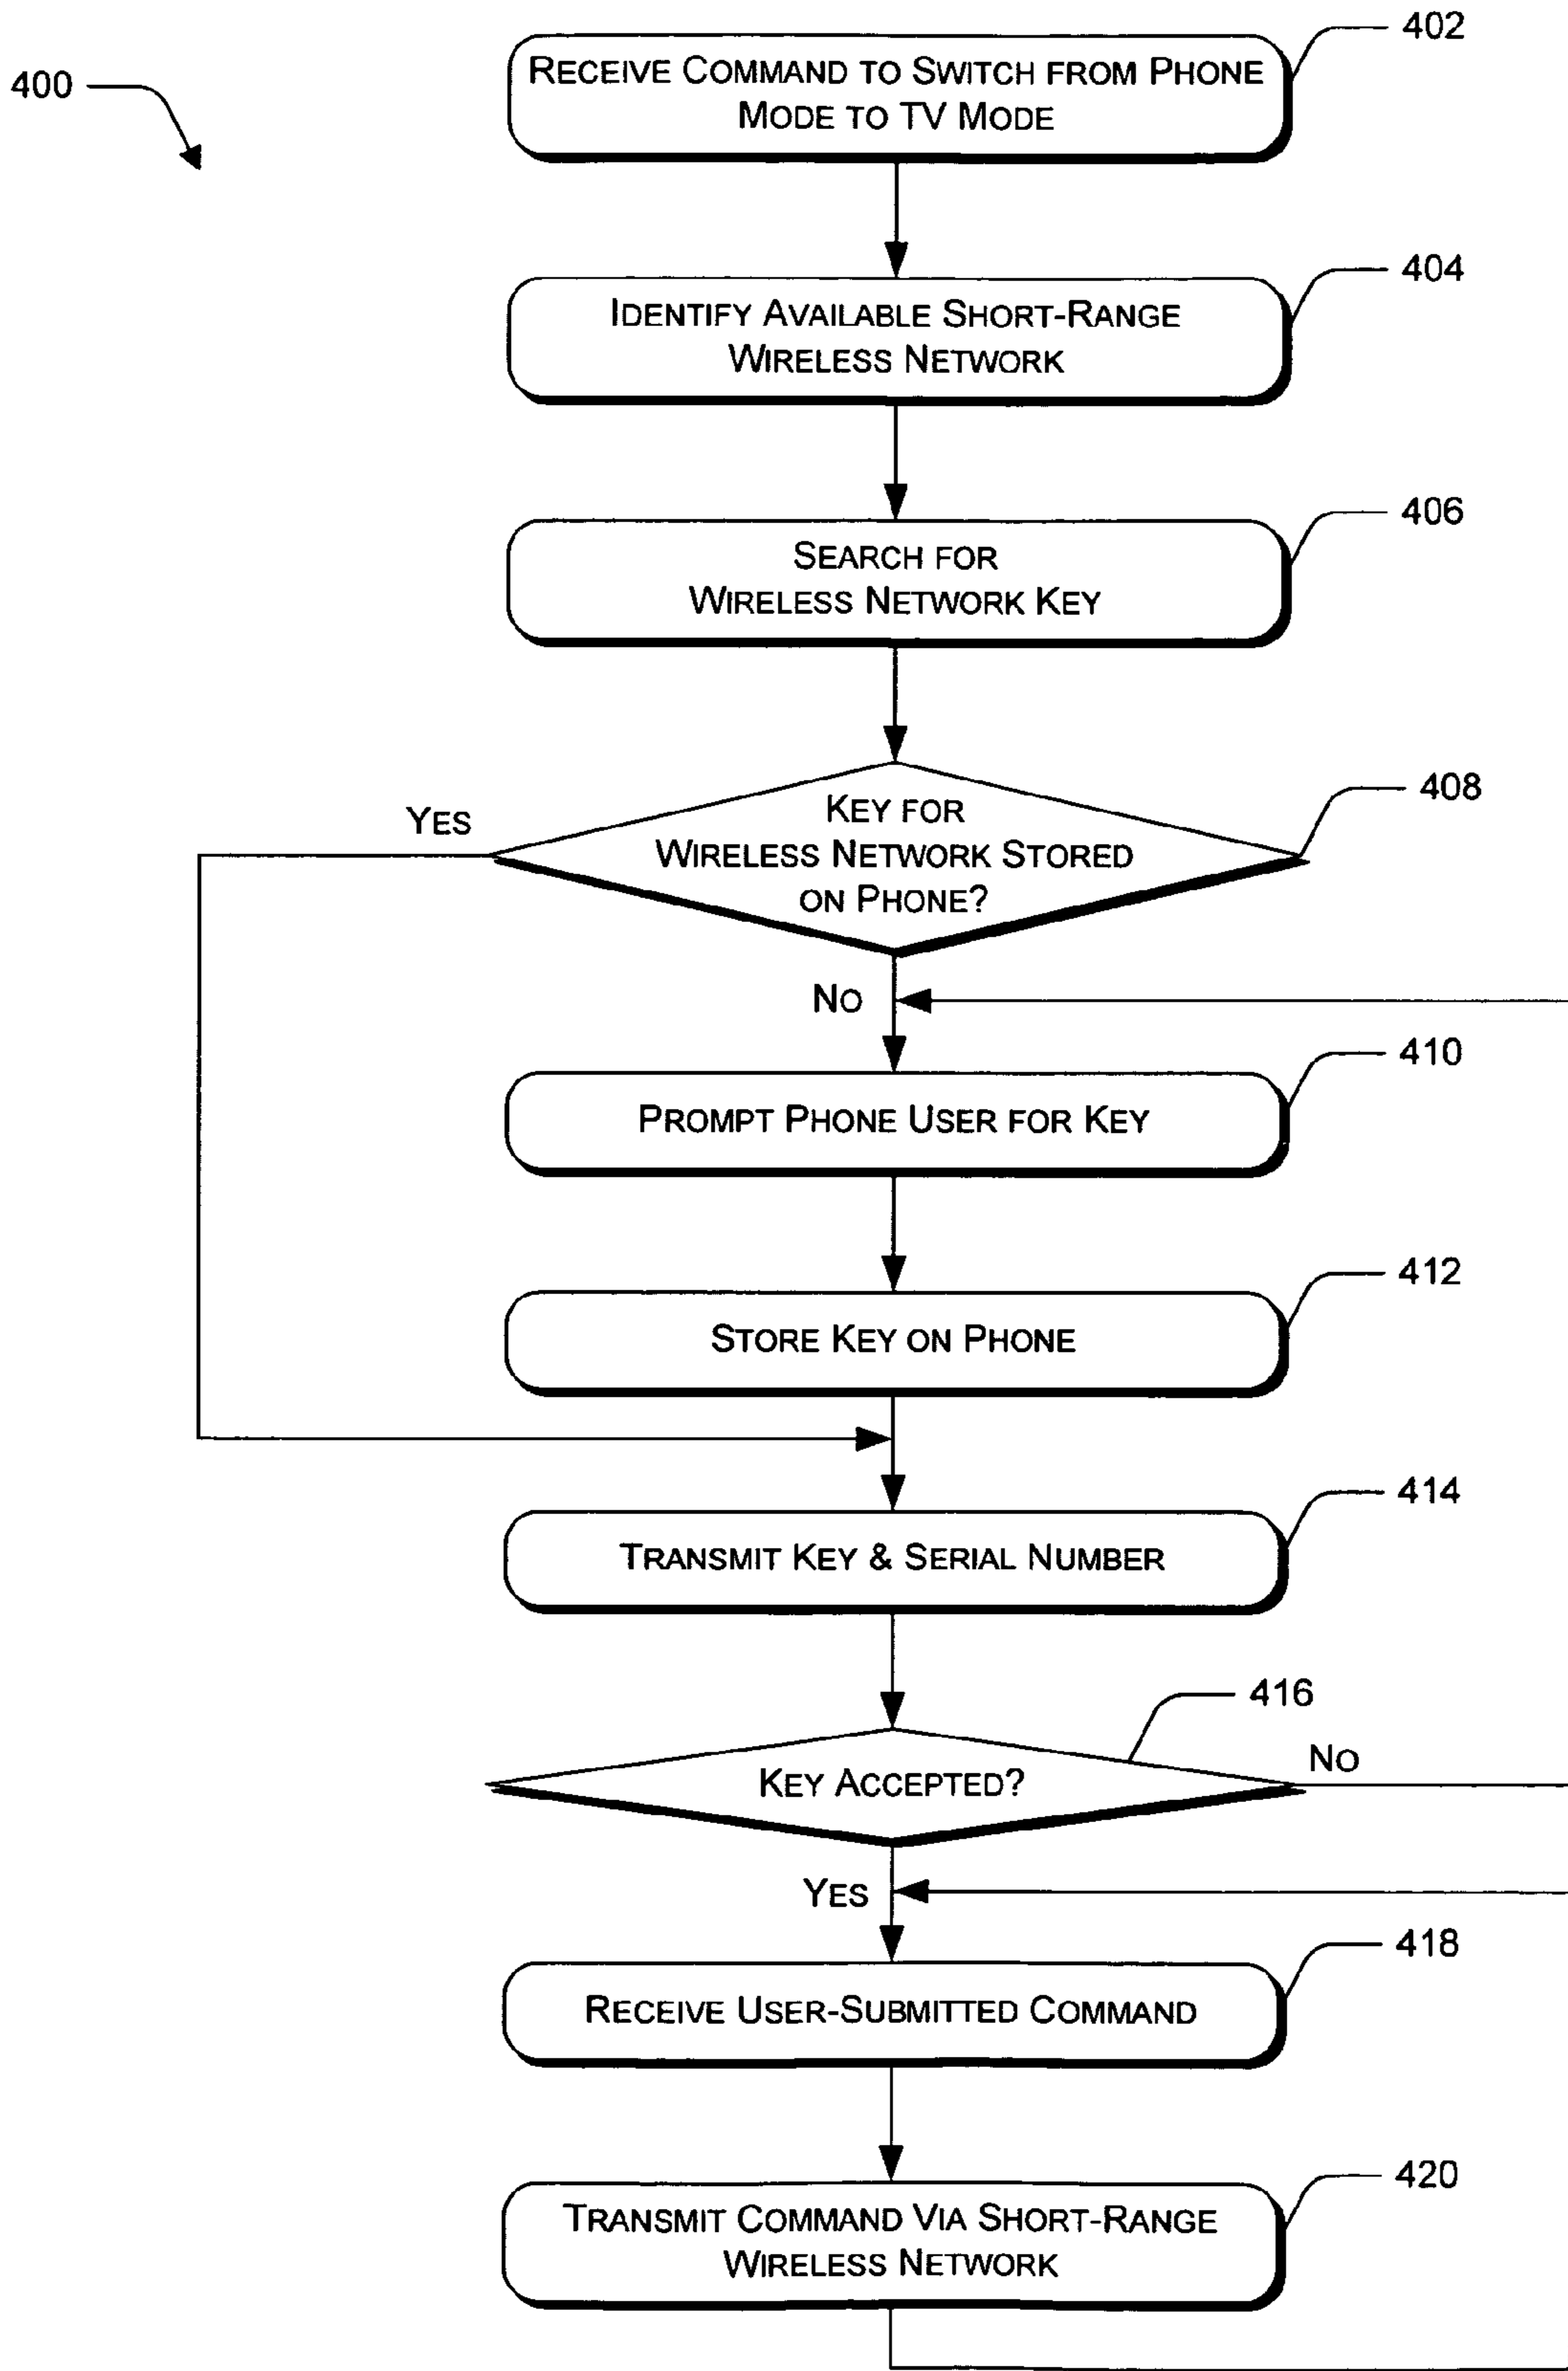 400
402
RECEIVE COMMAND TO SWITCH FROM PHONE
MODE TO TV MODE
404
IDENTIFY AVAILABLE SHORT-RANGE
WIRELESS NETWORK
406
SEARCH FOR
WIRELESS NETWORK KEY
408
YES
KEY FOR
WIRELESS NETWORK STORED
ON PHONE?
NO
410
PROMPT PHONE USER FOR KEY
412
STORE KEY ON PHONE
414
TRANSMIT KEY & SERIAL NUMBER
416
KEY ACCEPTED?
NO
YES
418
RECEIVE USER-SUBMITTED COMMAND
420
TRANSMIT COMMAND VIA SHORT-RANGE
WIRELESS NETWORK